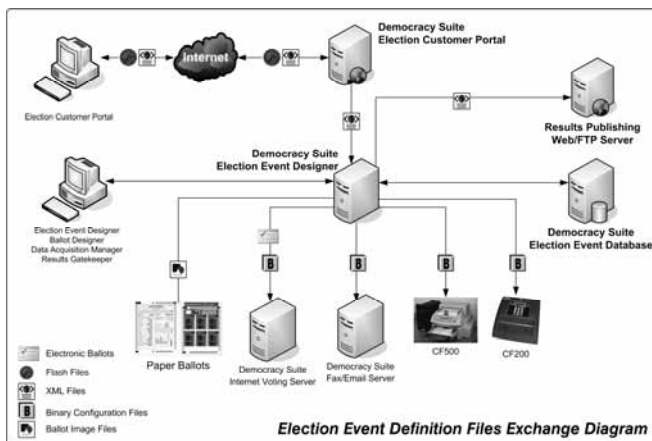 Democracy Suite
Election Customer Portal
Internet
Election Customer Portal
Results Publishing
Web/FTP Server
Democracy Suite
Election Event Designer
Election Event Designer
Ballot Designer
Data Acquisition Manager
Results Gatekeeper
Democracy Suite
Election Event Database
B
B
B
B
Paper Ballots
Democracy Suite
Internet Voting Server
Democracy Suite
Fax/Email Server
CF500
CF200
Electronic Ballots
Flash Files
XML Files
B
Binary Configuration Files
Ballot Image Files
Election Event Definition Files Exchange Diagram